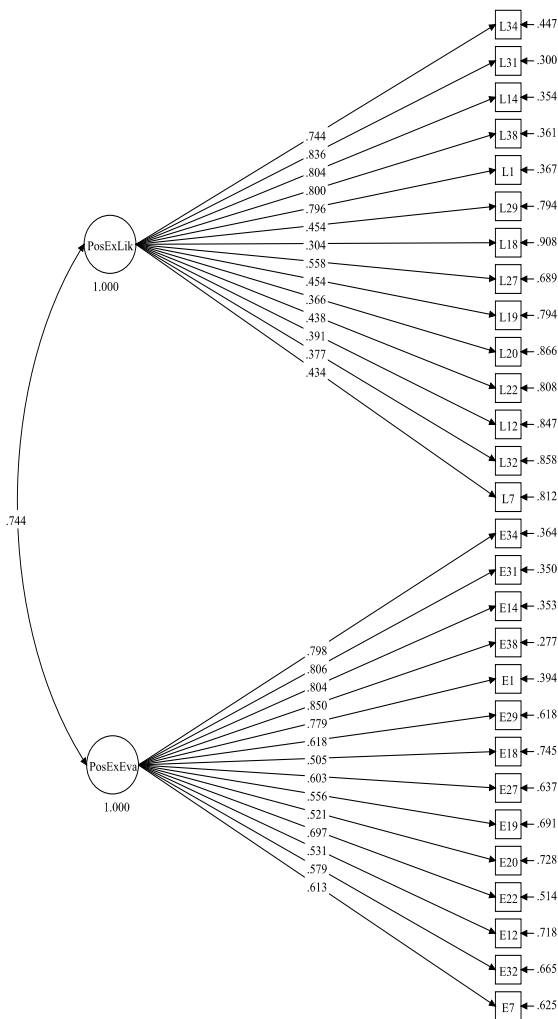 L34 .447
L31 .300
L14 .354
L38 .361
L1 .367
L29 .794
L18 .908
L27 .689
L19 .794
L20 .866
L22 .808
L12 .847
L32 .858
L7 .812
.744
.836
.804
.800
.796
.454
.304
.558
.454
.366
.438
.391
.377
.434
PosExLik
1.000
.744
E34 .364
E31 .350
E14 .353
E38 .277
E1 .394
E29 .618
E18 .745
E27 .637
E19 .691
E20 .728
E22 .514
E12 .718
E32 .665
E7 .625
.798
.806
.804
.850
.779
.618
.505
.603
.556
.521
.697
.531
.579
.613
PosExEva
1.000